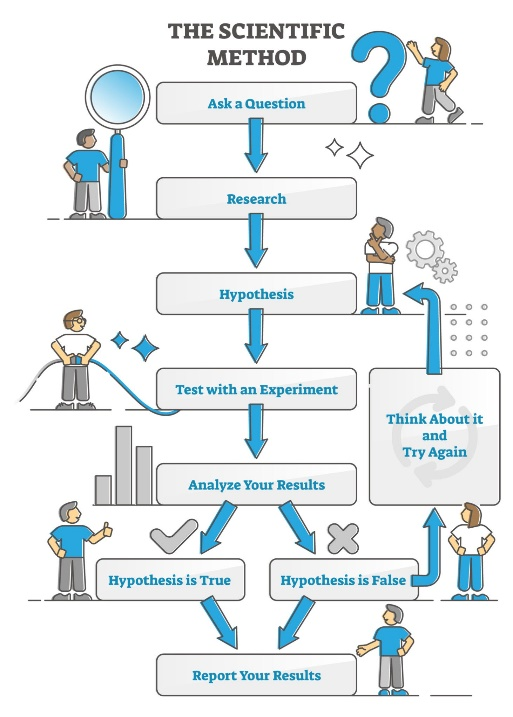 THE SCIENTIFIC
METHOD
Ask a Question
Research
Hypothesis
Test with an Experiment
Think About it
and
Try Again
Analyze Your Results
Hypothesis is True
Hypothesis is False
Report Your Results